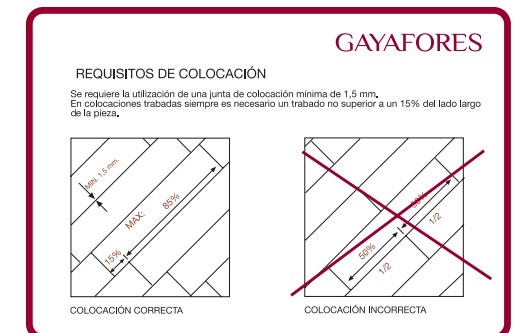 GAYAFORES
REQUISITOS DE COLOCACIÓN
Se requiere la utilización de una junta de colocación mínima de 1,5 mm.
En colocaciones trabadas siempre es necesario un trabado no superior a un 15% del lado largo
de la pieza.
MIN. 1,5 mm.
MAX:
85%
15%
50%
1/2
50%
1/2
COLOCACIÓN CORRECTA
COLOCACIÓN INCORRECTA